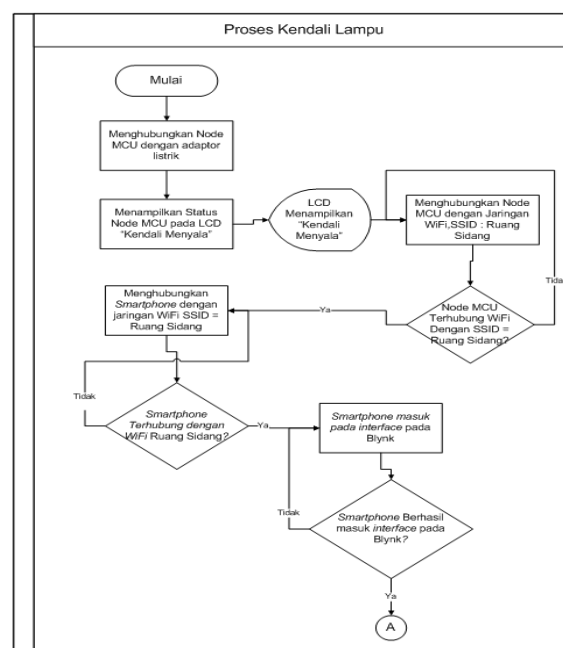 Proses Kendali Lampu
Mulai
Menghubungkan Node
MCU dengan adaptor
listrik
Menampilkan Status
Node MCU pada LCD
“Kendali Menyala”
LCD
Menampilkan
“Kendali
Menyala”
Menghubungkan Node
MCU dengan Jaringan
WiFi,SSID : Ruang
Sidang
Node MCU
Terhubung WiFi
Dengan SSID =
Ruang Sidang?
Tidak
Ya
Menghubungkan
Smartphone dengan
jaringan WiFi SSID =
Ruang Sidang
Smartphone
Terhubung dengan
WiFi Ruang Sidang?
Tidak
Ya
Smartphone masuk
pada interface pada
Blynk
Smartphone Berhasil
masuk interface pada
Blynk?
Tidak
Ya
A